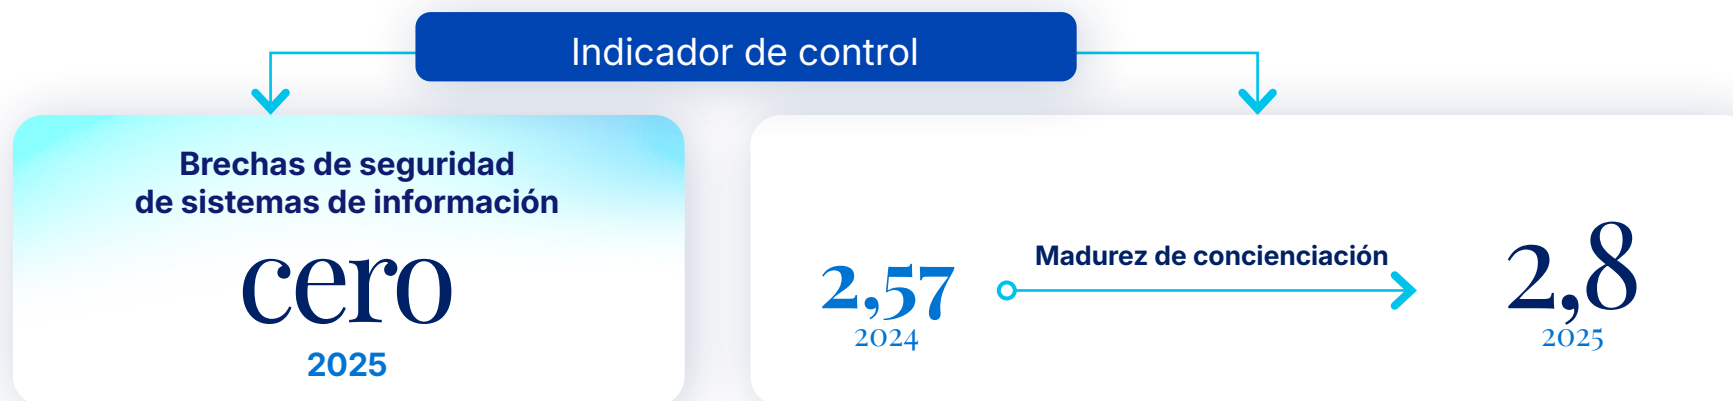 Indicador de control
Brechas de seguridad
de sistemas de información
cero
2025
2,57
2024
Madurez de concienciación
2,8
2025